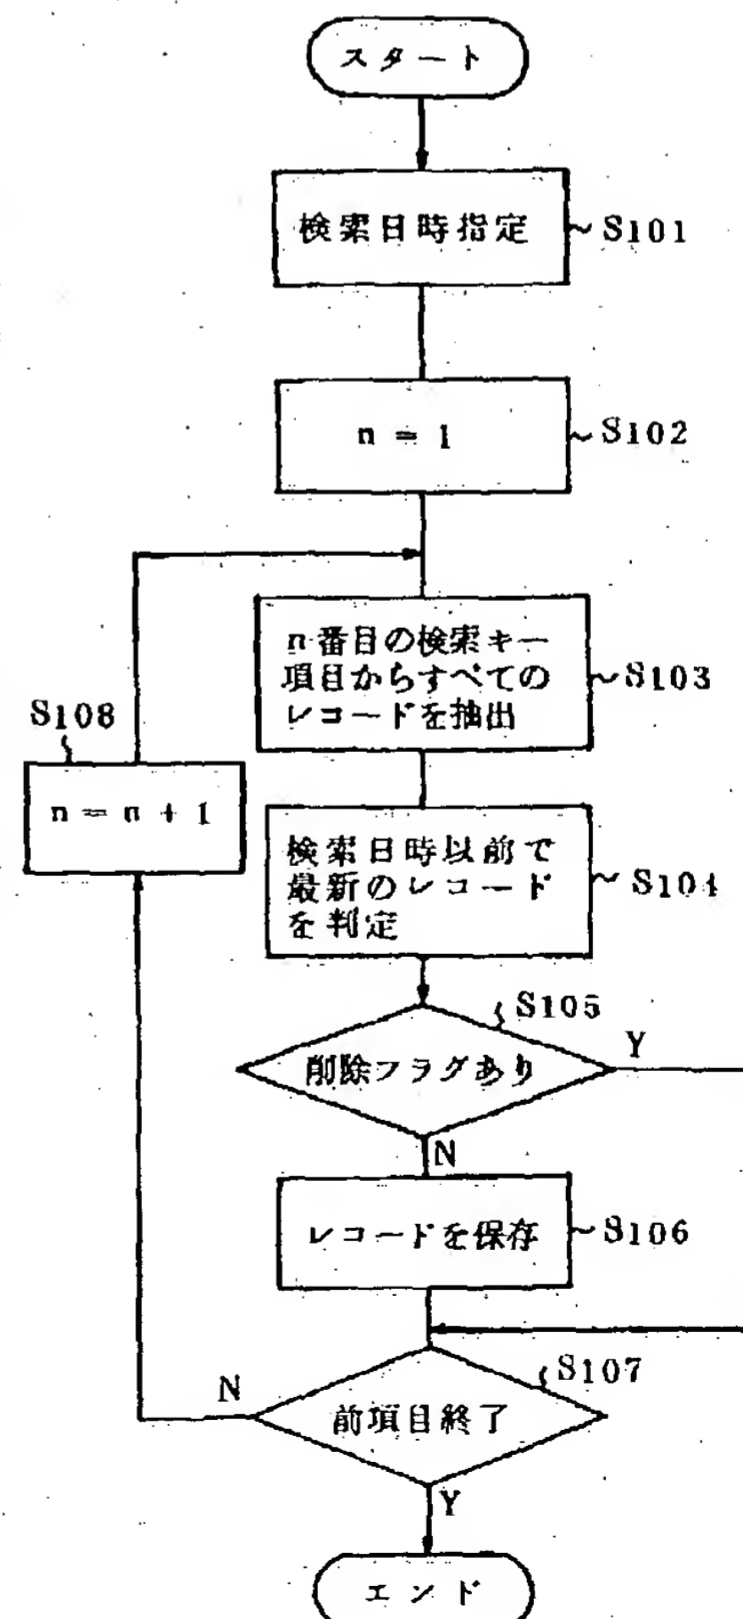 スタート
検索日時指定
S101
n = 1
S102
n番目の検索キー
項目からすべての
レコードを抽出
S103
S108
n = n + 1
検索日時以前で
最新のレコード
を判定
S104
S105
削除フラグあり
Y
N
レコードを保存
S106
S107
前項目終了
N
Y
エンド